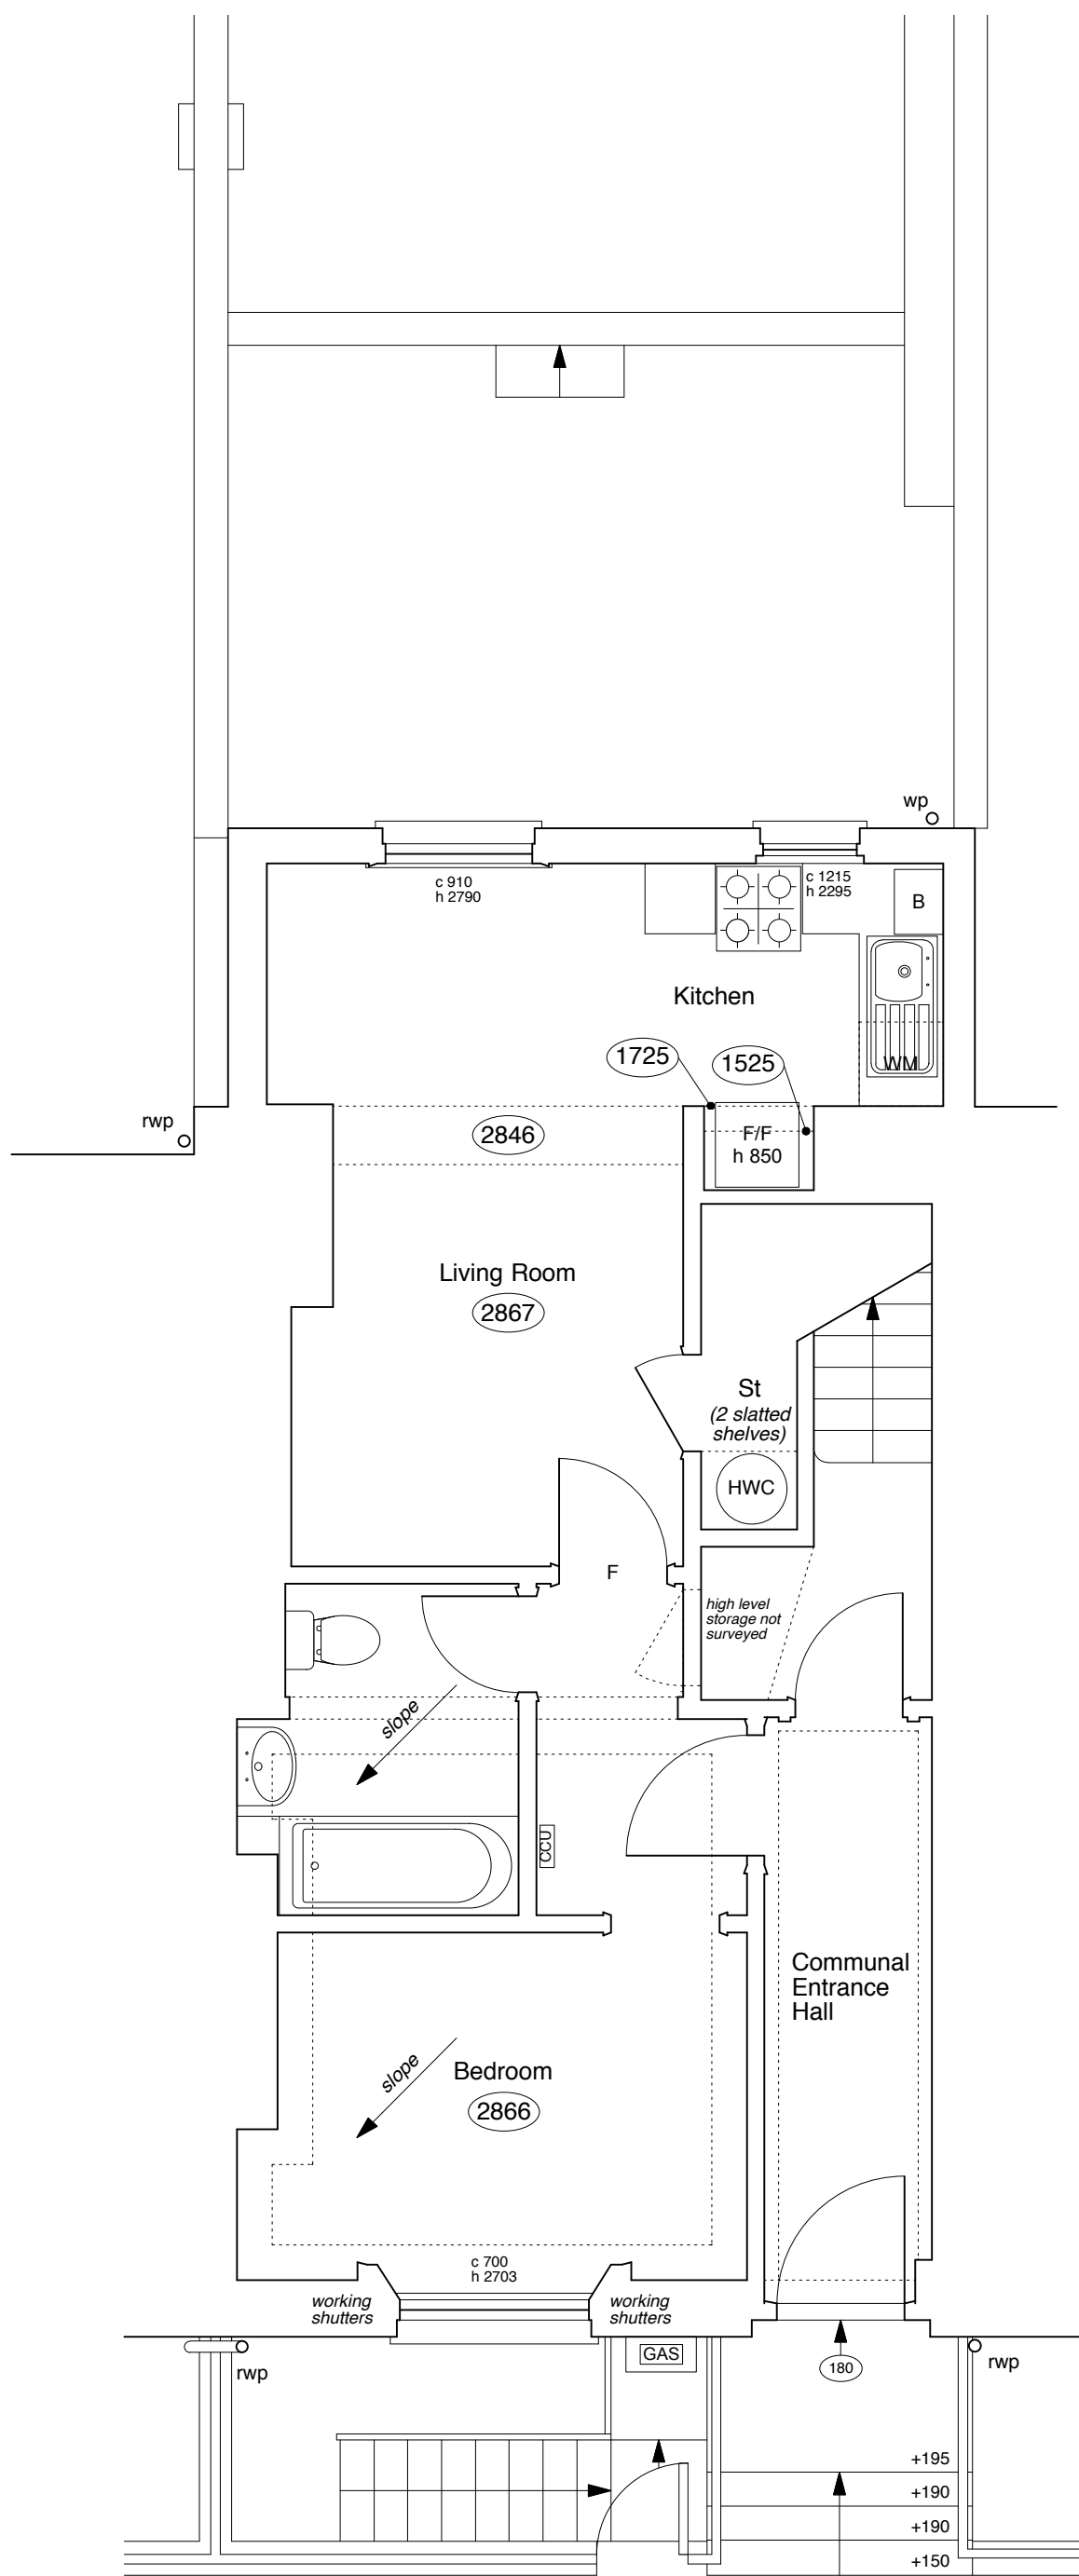 wp
c 910
h 2790
c 1215
h 2295
B
Kitchen
1725
1525
WM
rwp
2846
F/F
h 850
Living Room
2867
St
(2 slatted
shelves)
HWC
F
high level
storage not
surveyed
slope
CCU
Communal
Entrance
Hall
slope
Bedroom
2866
c 700
h 2703
working
shutters
working
shutters
GAS
rwp
180
rwp
+195
+190
+190
+150